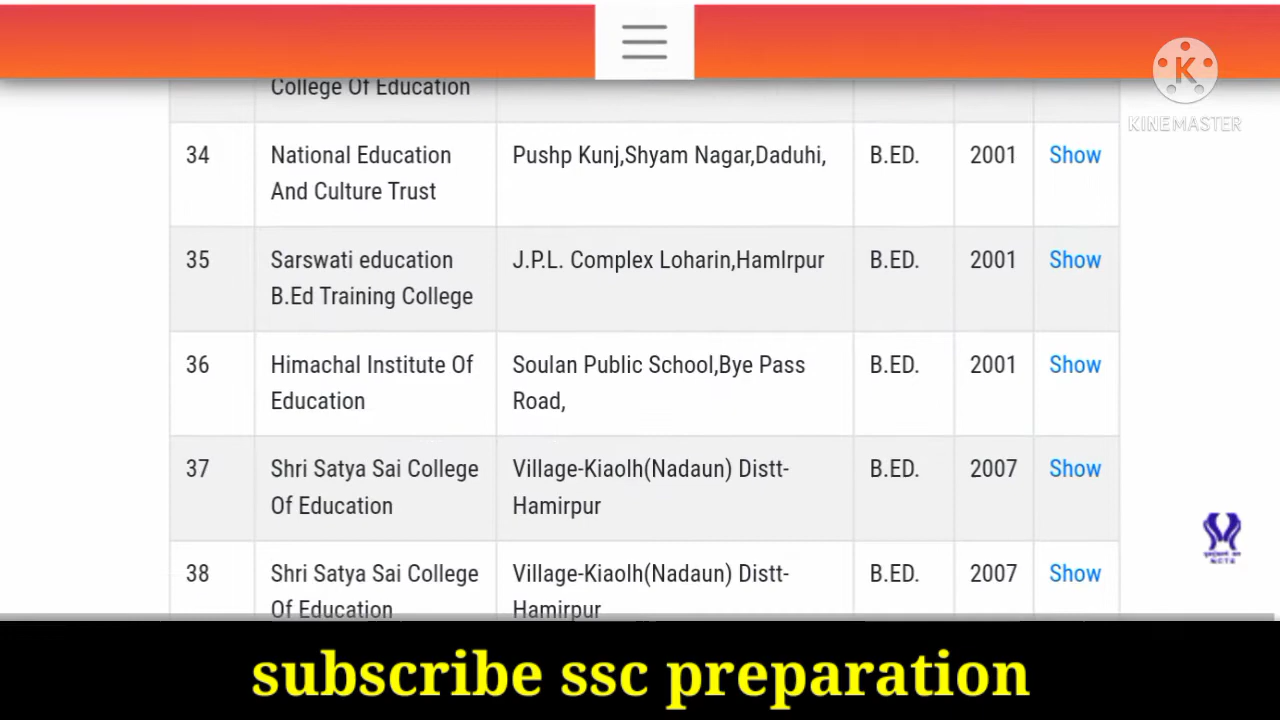 KINEMASTER
College Of Education
34 National Education And Culture Trust Pushp Kunj,Shyam Nagar,Daduhi, B.ED. 2001 Show
35 Sarswati education B.Ed Training College J.P.L. Complex Loharin,HamIrpur B.ED. 2001 Show
36 Himachal Institute Of Education Soulan Public School,Bye Pass Road, B.ED. 2001 Show
37 Shri Satya Sai College Of Education Village-Kiaolh(Nadaun) Distt-Hamirpur B.ED. 2007 Show
38 Shri Satya Sai College Of Education Village-Kiaolh(Nadaun) Distt-Hamirpur B.ED. 2007 Show
NCTE
subscribe ssc preparation